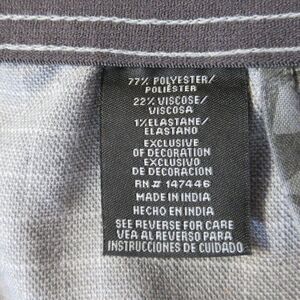 77% POLYESTER/
POLIÉSTER
22% VISCOSE/
VISCOSA
1% ELASTANE/
ELASTANO
EXCLUSIVE
OF DECORATION
EXCLUSIVO
DE DECORACION
RN# 147446
MADE IN INDIA
HECHO EN INDIA
SEE REVERSE FOR CARE
VEA AL REVERSO PARA
INSTRUCCIONES DE CUIDADO